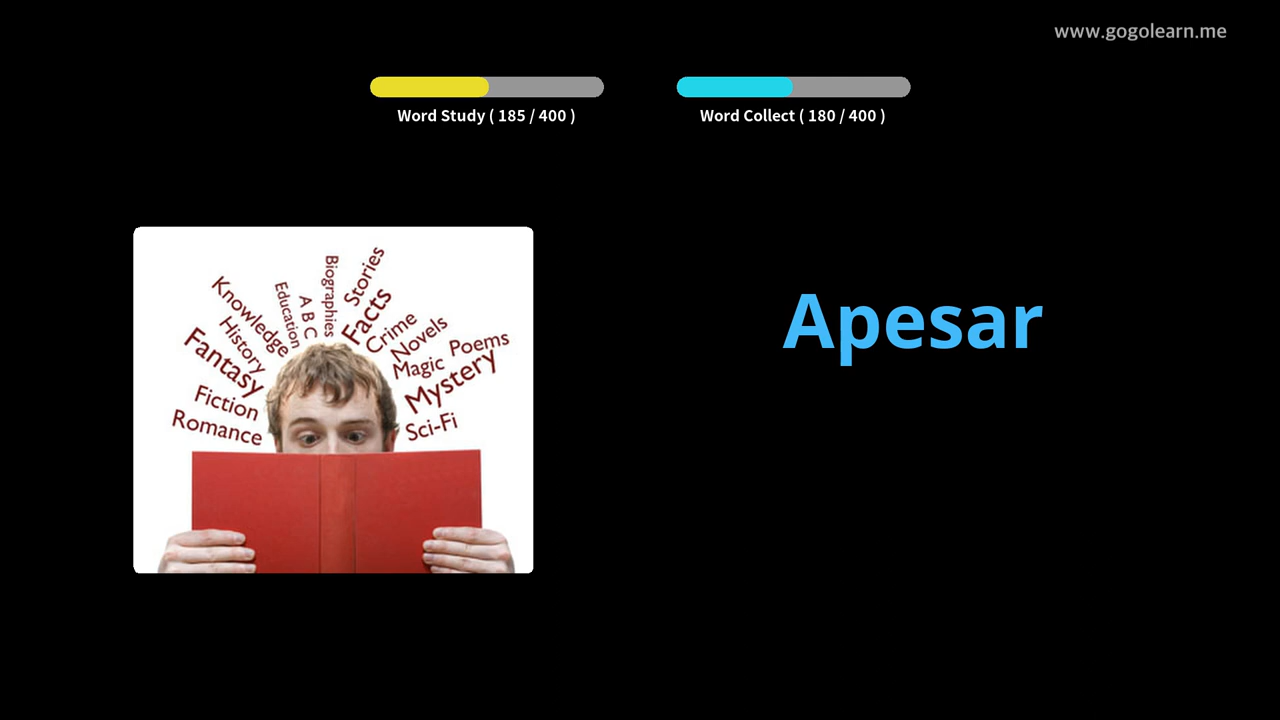 www.gogolearn.me
Word Study ( 185 / 400 )
Word Collect ( 180 / 400 )
Apesar
Romance
Fiction
Fantasy
History
Knowledge
Education
A B C
Biographies
Stories
Facts
Crime
Novels
Magic
Poems
Mystery
Sci-Fi